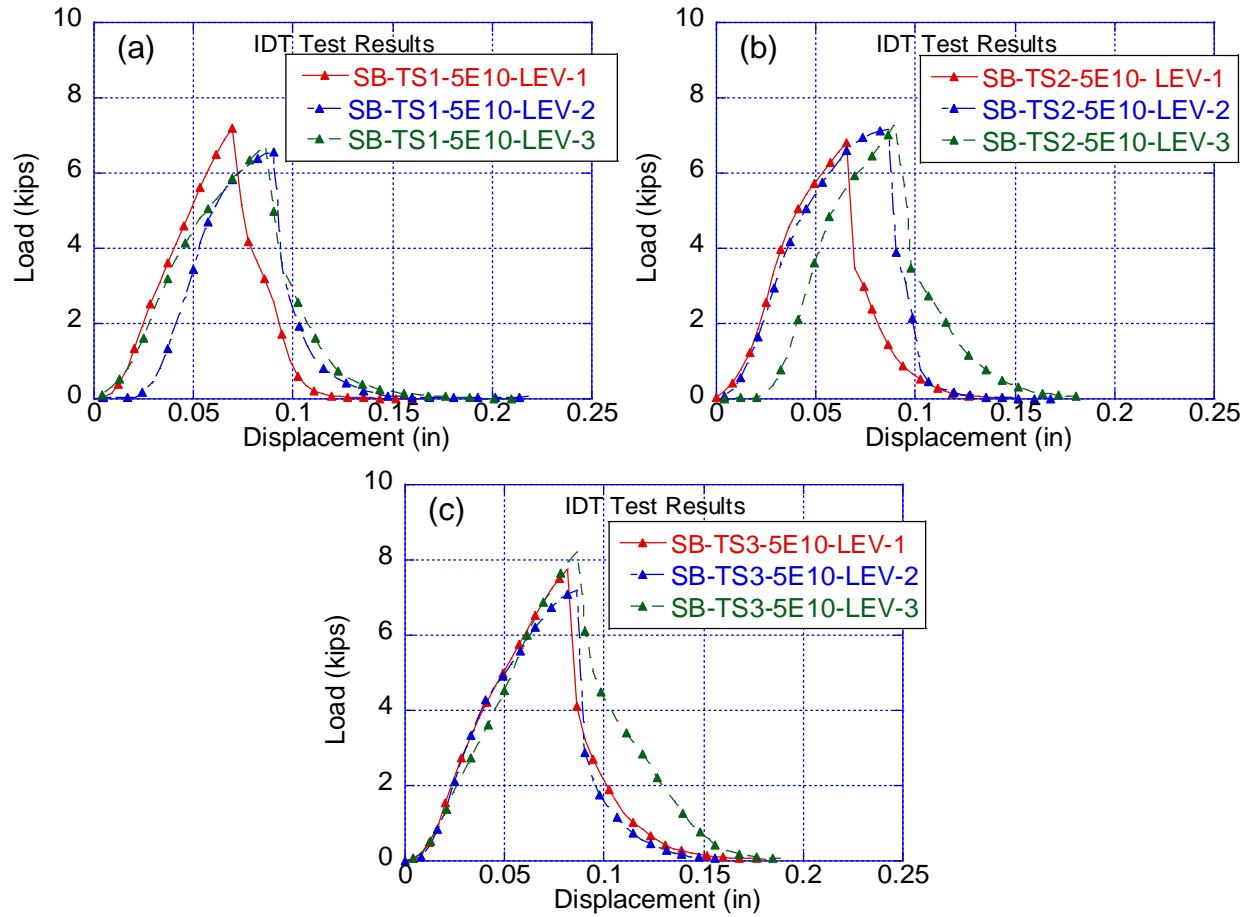 (a)
IDT Test Results
SB-TS1-5E10-LEV-1
SB-TS1-5E10-LEV-2
SB-TS1-5E10-LEV-3
Load (kips)
10
8
6
4
2
0
0 0.05 0.1 0.15 0.2 0.25
Displacement (in)
(b)
IDT Test Results
SB-TS2-5E10- LEV-1
SB-TS2-5E10-LEV-2
SB-TS2-5E10-LEV-3
Load (kips)
10
8
6
4
2
0
0 0.05 0.1 0.15 0.2 0.25
Displacement (in)
(c)
IDT Test Results
SB-TS3-5E10-LEV-1
SB-TS3-5E10-LEV-2
SB-TS3-5E10-LEV-3
Load (kips)
10
8
6
4
2
0
0 0.05 0.1 0.15 0.2 0.25
Displacement (in)